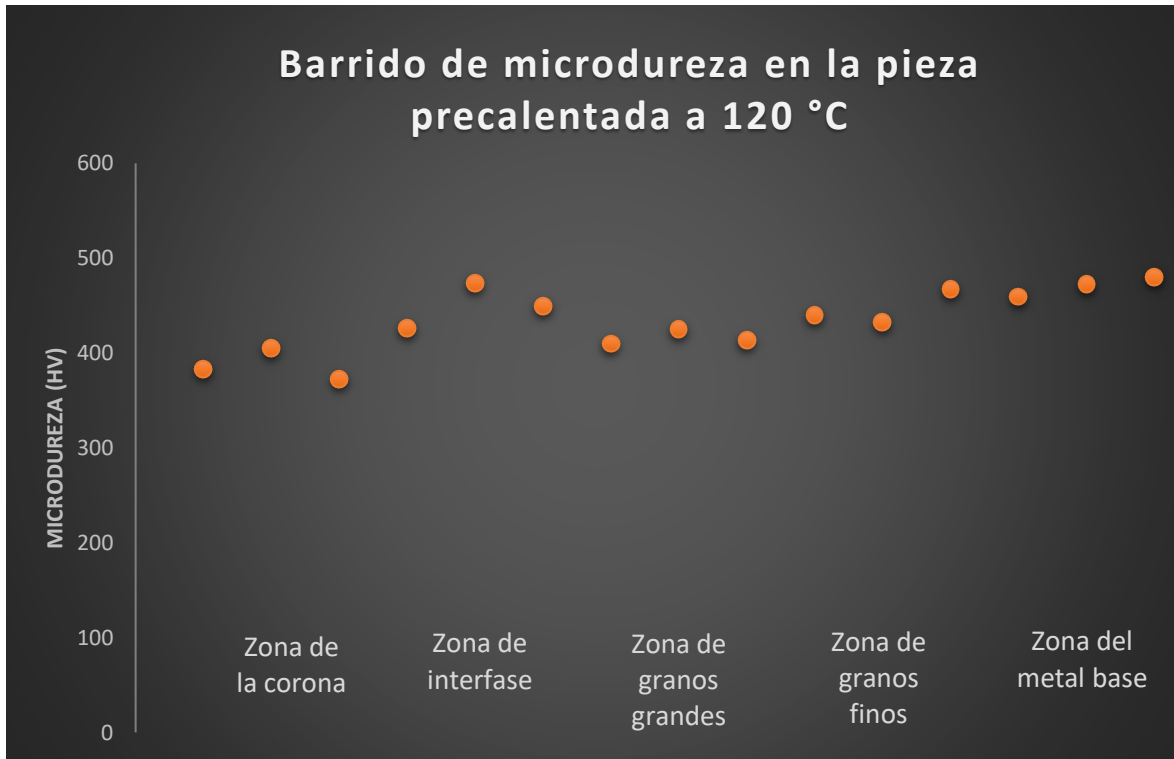 Barrido de microdureza en la pieza
precalentada a 120 °C
600
500
400
300
200
100
0
MICRODUREZA (HV)
Zona de
la corona
Zona de
interfase
Zona de
granos
grandes
Zona de
granos
finos
Zona del
metal base